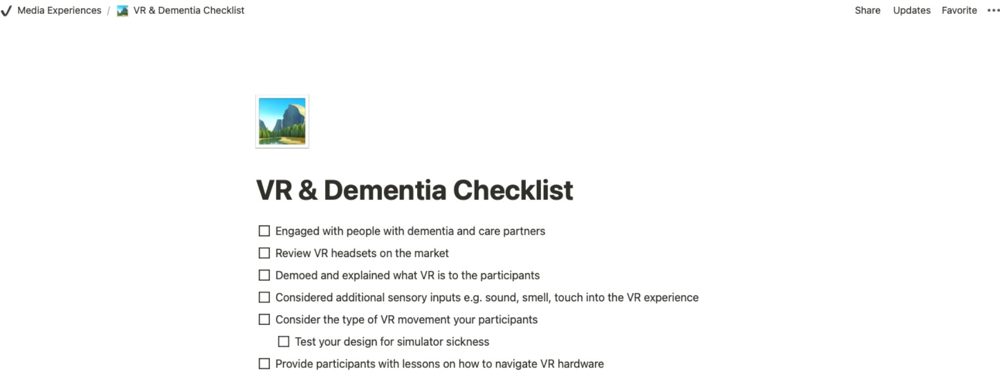 Media Experiences / VR & Dementia Checklist
Share Updates Favorite •••
VR & Dementia Checklist
Engaged with people with dementia and care partners
Review VR headsets on the market
Demoed and explained what VR is to the participants
Considered additional sensory inputs e.g. sound, smell, touch into the VR experience
Consider the type of VR movement your participants
Test your design for simulator sickness
Provide participants with lessons on how to navigate VR hardware